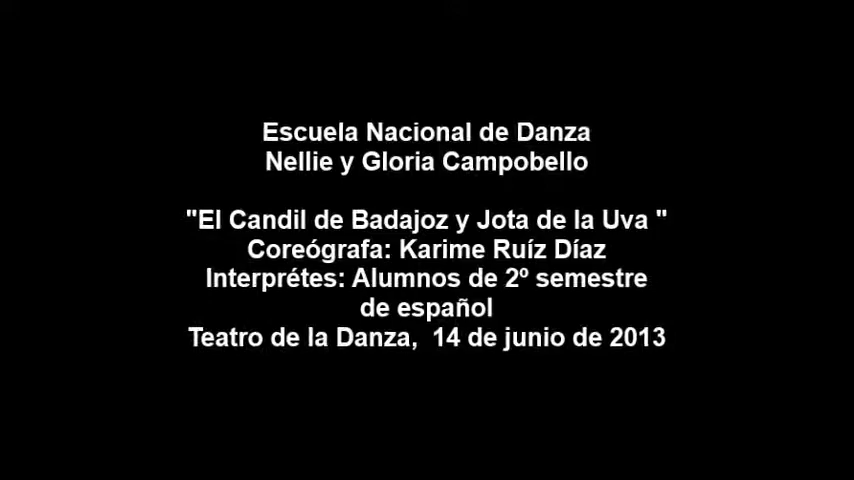 Escuela Nacional de Danza
Nellie y Gloria Campobello
"El Candil de Badajoz y Jota de la Uva "
Coreógrafa: Karime Ruíz Díaz
Interprétes: Alumnos de 2º semestre
de español
Teatro de la Danza,  14 de junio de 2013